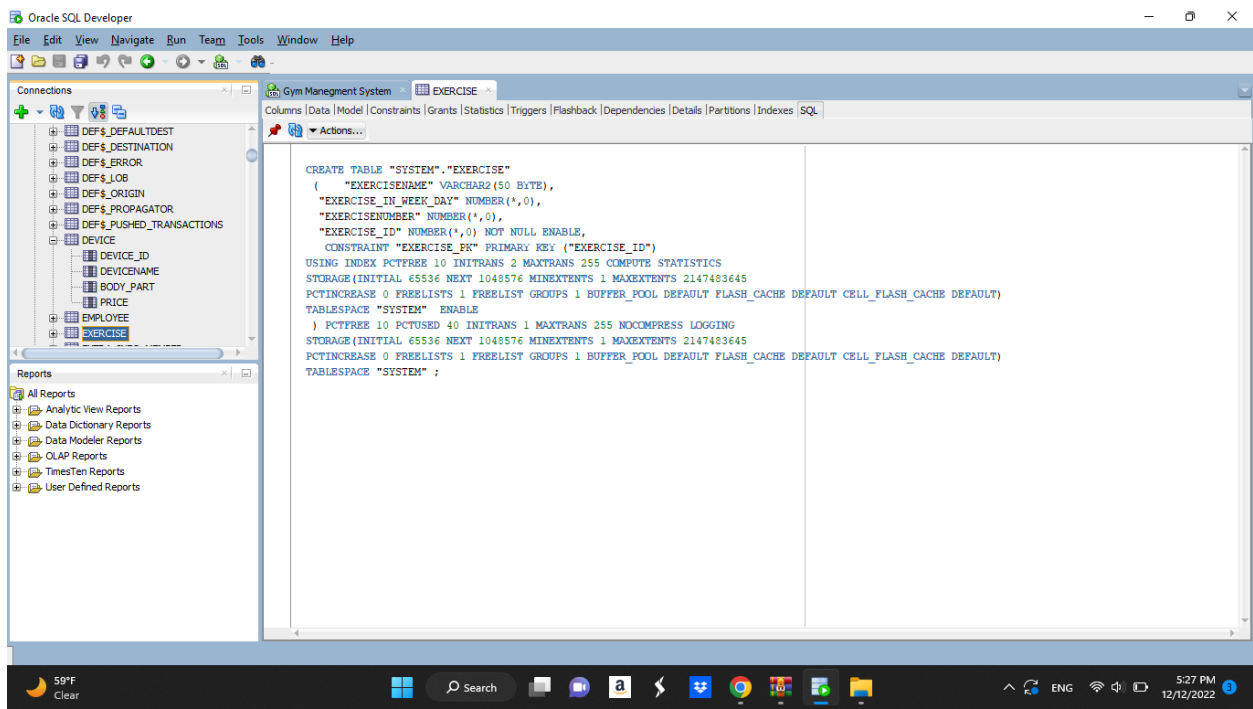 Oracle SQL Developer
File Edit View Navigate Run Team Tools Window Help
Connections
DEF$_DEFAULTDEST
DEF$_DESTINATION
DEF$_ERROR
DEF$_LOB
DEF$_ORIGIN
DEF$_PROPAGATOR
DEF$_PUSHED_TRANSACTIONS
DEVICE
DEVICE_ID
DEVICENAME
BODY_PART
PRICE
EMPLOYEE
EXERCISE
Reports
All Reports
Analytic View Reports
Data Dictionary Reports
Data Modeler Reports
OLAP Reports
TimesTen Reports
User Defined Reports
Gym Manegment System EXERCISE
Columns | Data | Model | Constraints | Grants | Statistics | Triggers | Flashback | Dependencies | Details | Partitions | Indexes | SQL
Actions...
CREATE TABLE "SYSTEM"."EXERCISE"
( "EXERCISENAME" VARCHAR2(50 BYTE),
"EXERCISE_IN_WEEK_DAY" NUMBER(*,0),
"EXERCISENUMBER" NUMBER(*,0),
"EXERCISE_ID" NUMBER(*,0) NOT NULL ENABLE,
CONSTRAINT "EXERCISE_PK" PRIMARY KEY ("EXERCISE_ID")
USING INDEX PCTFREE 10 INITRANS 2 MAXTRANS 255 COMPUTE STATISTICS
STORAGE(INITIAL 65536 NEXT 1048576 MINEXTENTS 1 MAXEXTENTS 2147483645
PCTINCREASE 0 FREELISTS 1 FREELIST GROUPS 1 BUFFER_POOL DEFAULT FLASH_CACHE DEFAULT CELL_FLASH_CACHE DEFAULT)
TABLESPACE "SYSTEM" ENABLE
) PCTFREE 10 PCTUSED 40 INITRANS 1 MAXTRANS 255 NOCOMPRESS LOGGING
STORAGE(INITIAL 65536 NEXT 1048576 MINEXTENTS 1 MAXEXTENTS 2147483645
PCTINCREASE 0 FREELISTS 1 FREELIST GROUPS 1 BUFFER_POOL DEFAULT FLASH_CACHE DEFAULT CELL_FLASH_CACHE DEFAULT)
TABLESPACE "SYSTEM" ;
59°F
Clear
Search
ENG
5:27 PM
12/12/2022
3